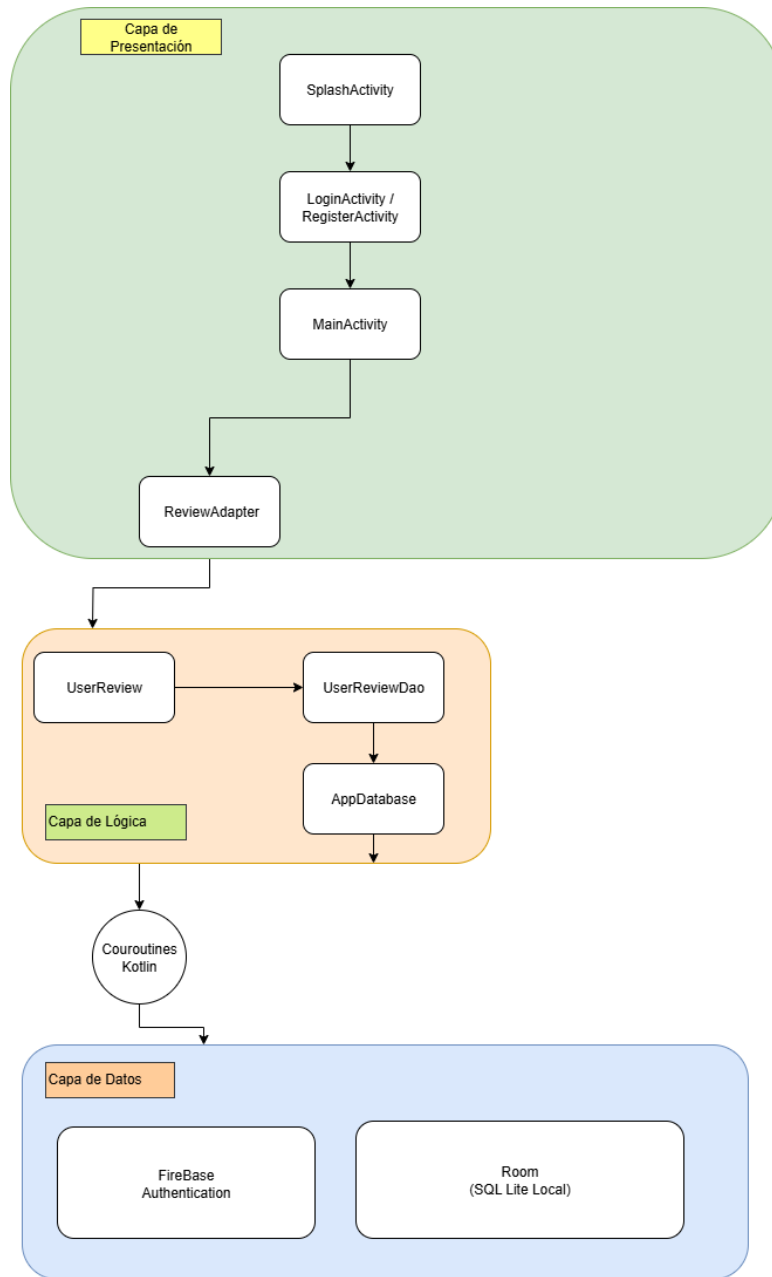 Capa de
Presentación
SplashActivity
LoginActivity /
RegisterActivity
MainActivity
ReviewAdapter
UserReview
UserReviewDao
AppDatabase
Capa de Lógica
Couroutines
Kotlin
Capa de Datos
FireBase
Authentication
Room
(SQL Lite Local)